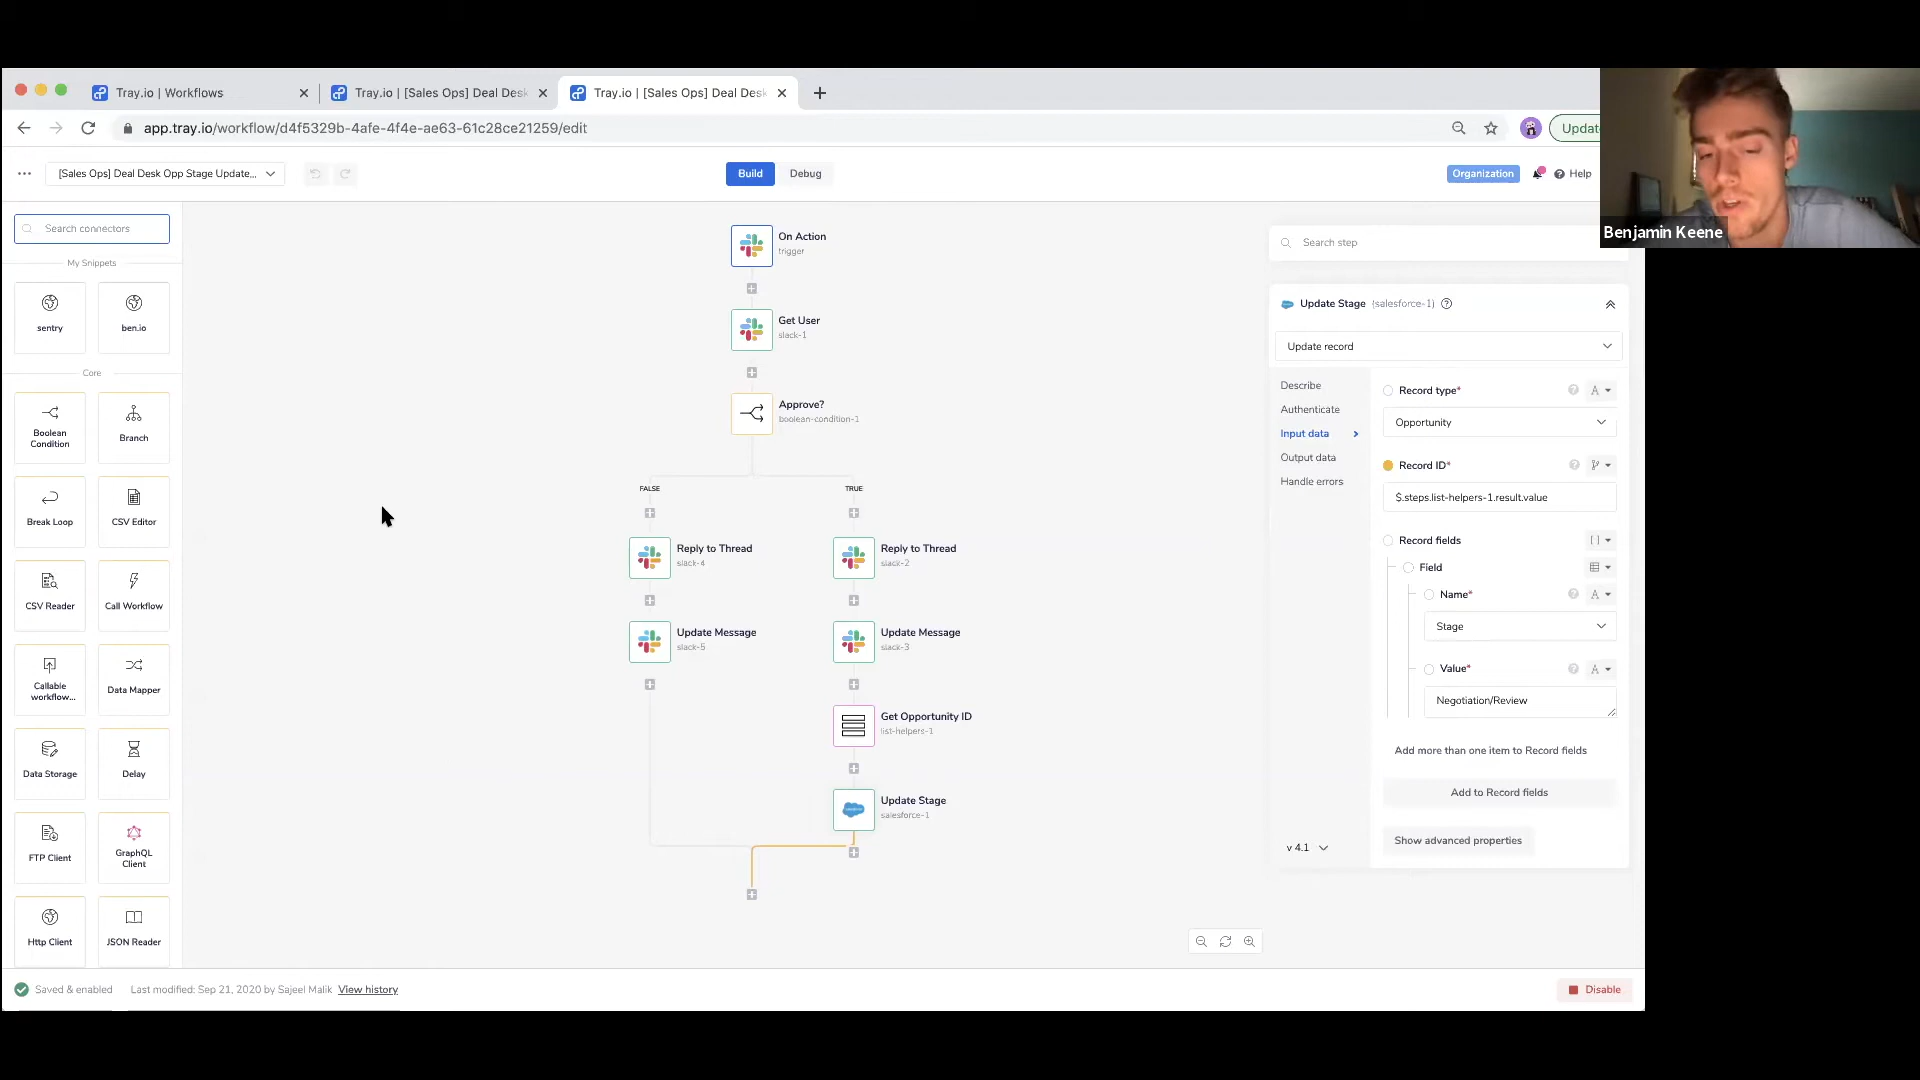 Tray.io | Workflows
Tray.io | [Sales Ops] Deal Desk
Tray.io | [Sales Ops] Deal Desk
app.tray.io/workflow/d4f5329b-4afe-4f4e-ae63-61c28ce21259/edit
Updat
Benjamin Keene
[Sales Ops] Deal Desk Opp Stage Update...
Build
Debug
Organization
Help
Search connectors
My Snippets
sentry
ben.io
Core
Boolean Condition
Branch
Break Loop
CSV Editor
CSV Reader
Call Workflow
Callable workflow...
Data Mapper
Data Storage
Delay
FTP Client
GraphQL Client
Http Client
JSON Reader
On Action
trigger
Get User
slack-1
Approve?
boolean-condition-1
FALSE
TRUE
Reply to Thread
slack-4
Reply to Thread
slack-2
Update Message
slack-5
Update Message
slack-3
Get Opportunity ID
list-helpers-1
Update Stage
salesforce-1
Search step
Update Stage (salesforce-1)
Update record
Describe
Authenticate
Input data
Output data
Handle errors
v 4.1
Record type*
A
Opportunity
Record ID*
$.steps.list-helpers-1.result.value
Record fields
[ ]
Field
Name*
A
Stage
Value*
A
Negotiation/Review
Add more than one item to Record fields
Add to Record fields
Show advanced properties
Saved & enabled
Last modified: Sep 21, 2020 by Sajeel Malik View history
Disable